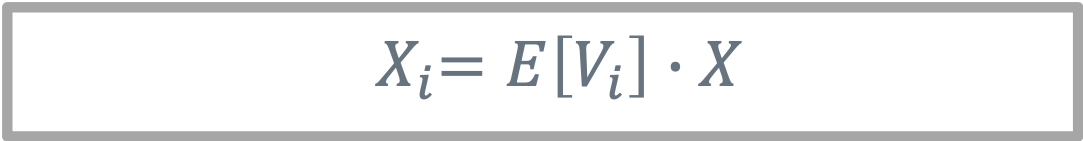 Xᵢ= E[Vᵢ] · X